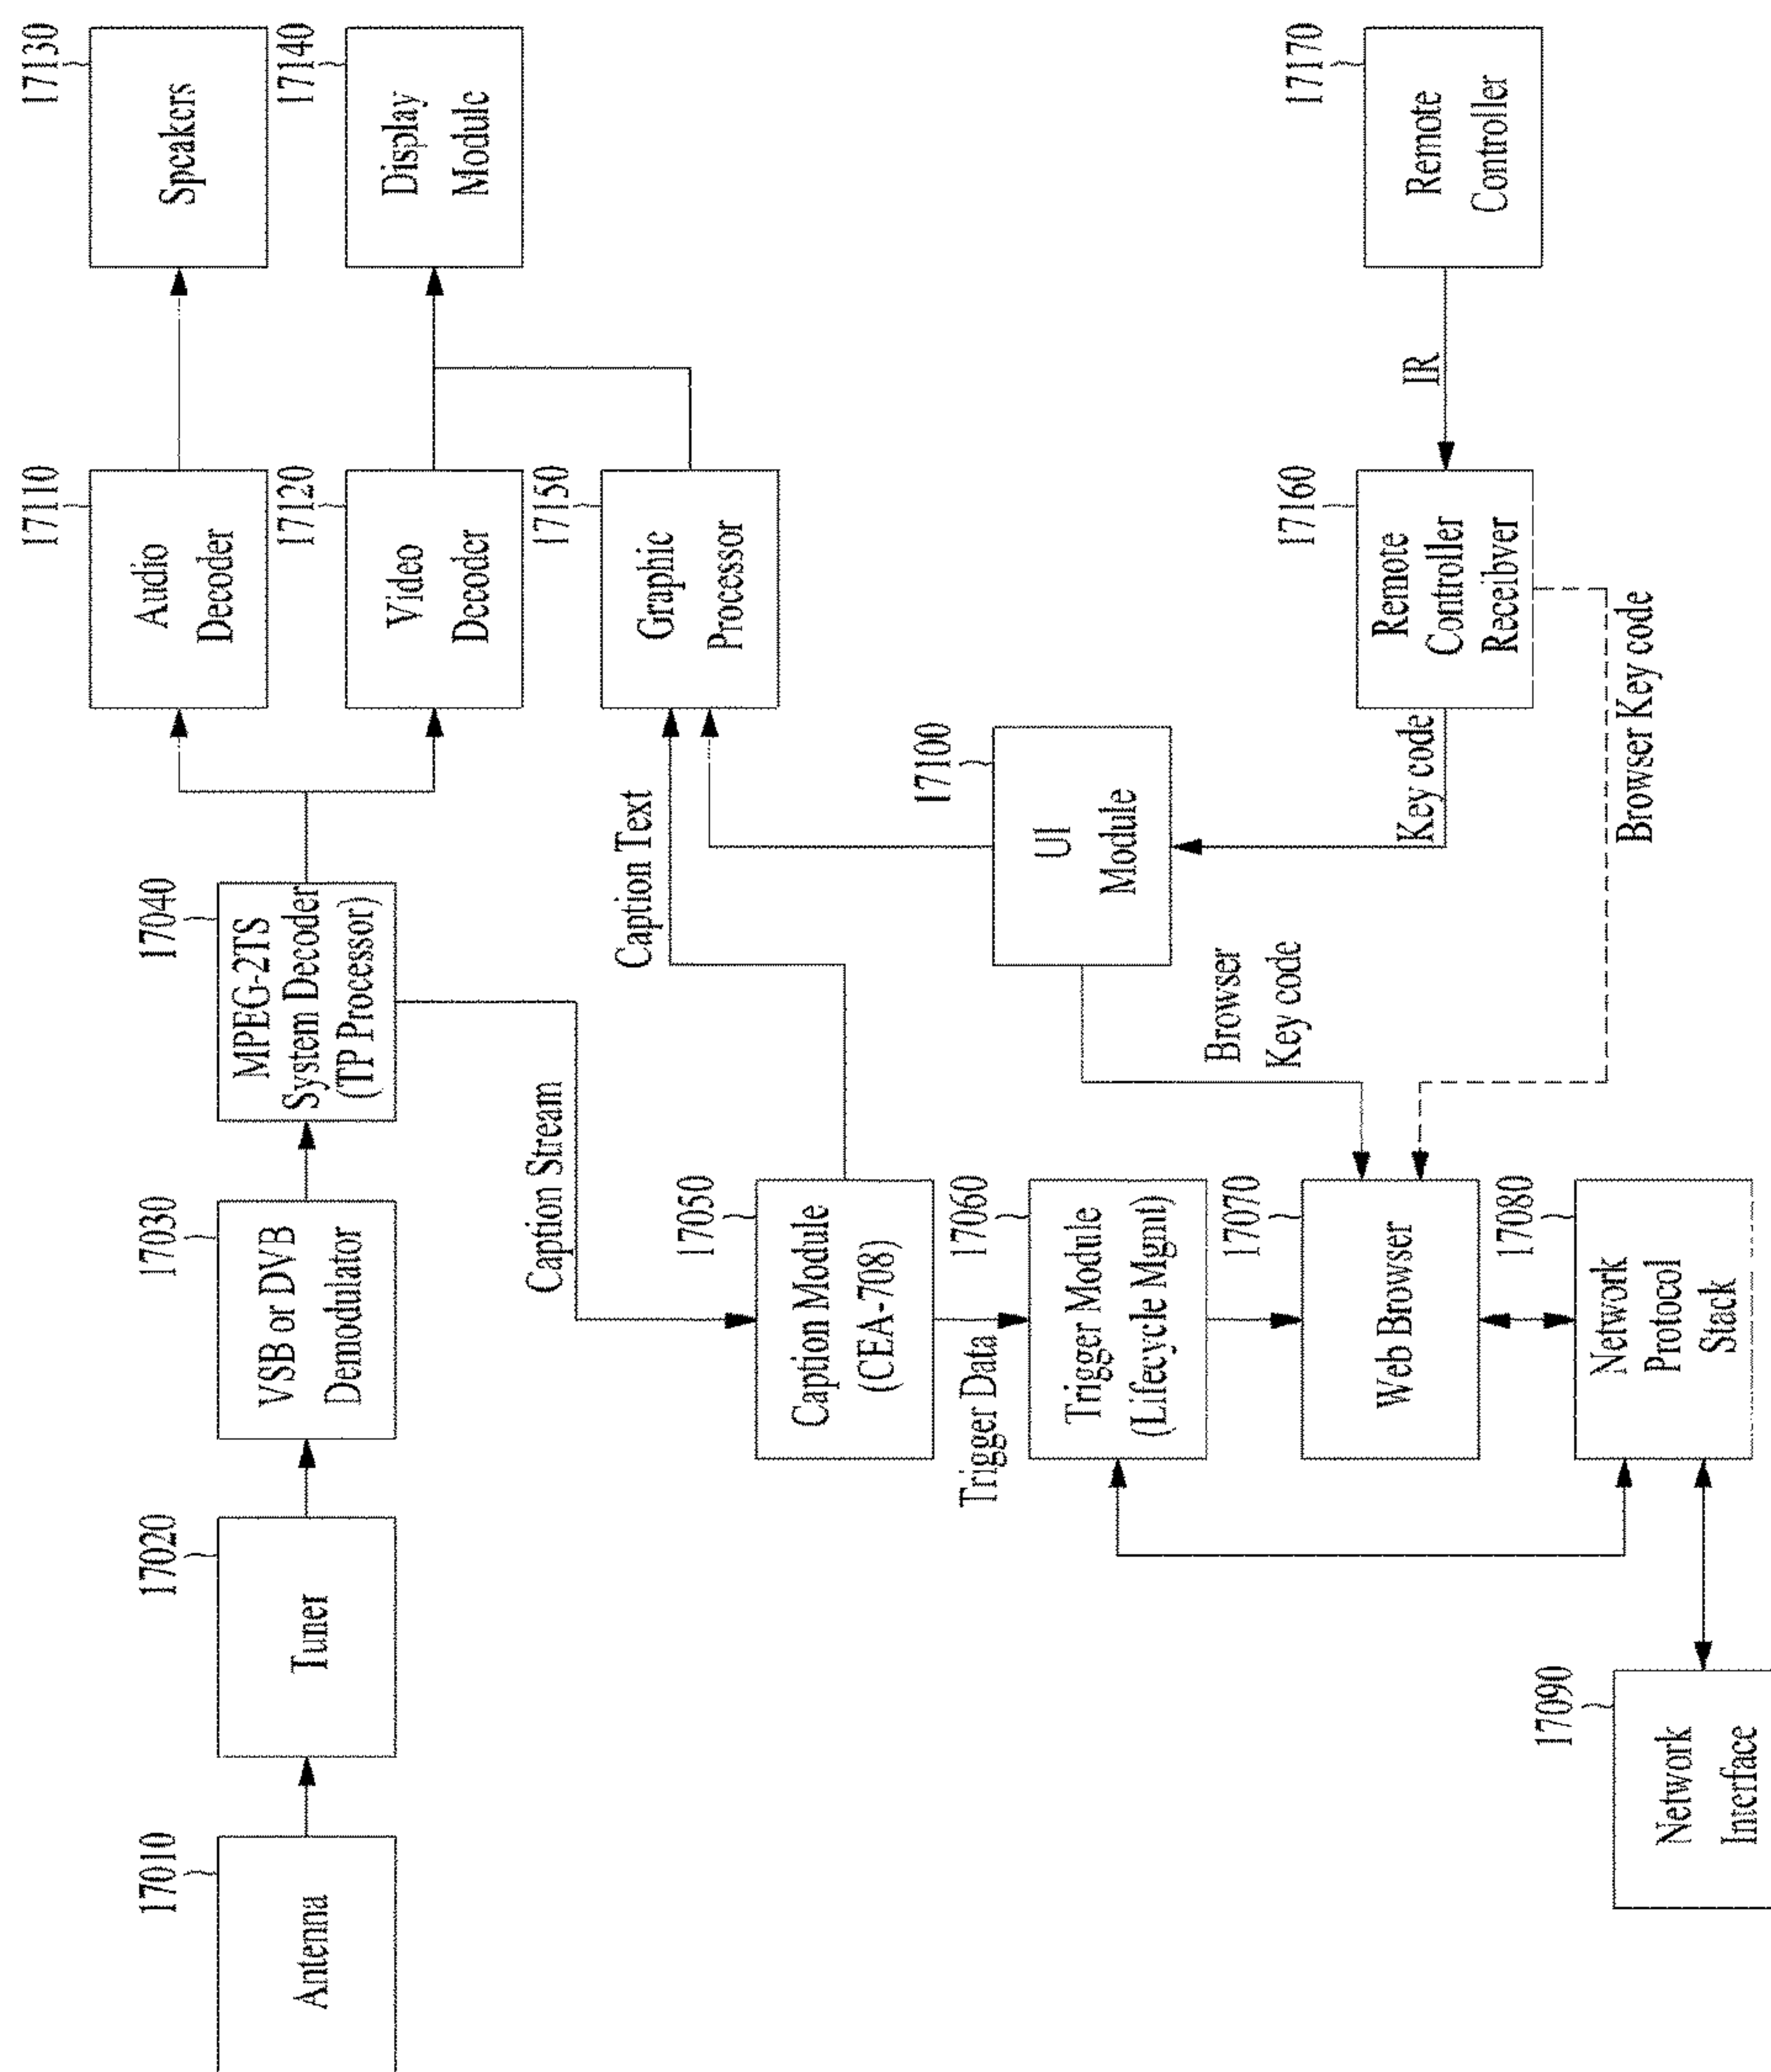 17010
Antenna
17020
Tuner
17030
VSB or DVB
Demodulator
17040
MPEG-2TS
System Decoder
(TP Processor)
17110
Audio
Decoder
17130
Speakers
17120
Video
Decoder
17140
Display
Module
17150
Graphic
Processor
Caption Stream
Caption Text
17050
Caption Module
(CEA-708)
Trigger Data
17060
Trigger Module
(Lifecycle Mgmt)
17100
UI
Module
Browser
Key code
17070
Web Browser
17080
Network
Protocol
Stack
17090
Network
Interface
17160
Remote
Controller
Receibver
Key code
Browser Key code
IR
17170
Remote
Controller